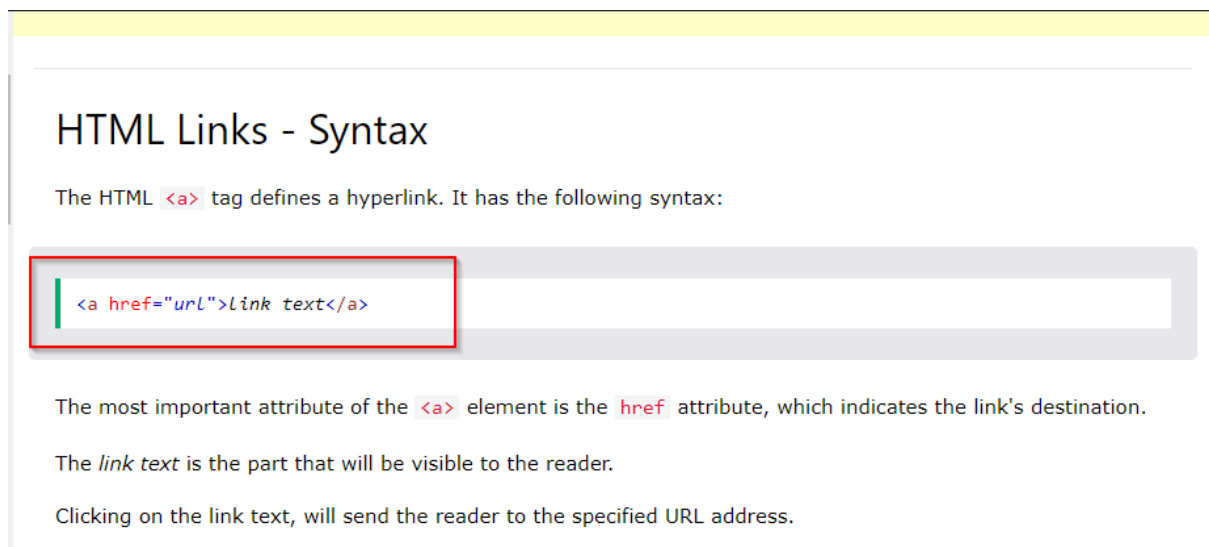 HTML Links - Syntax
The HTML <a> tag defines a hyperlink. It has the following syntax:
<a href="url">link text</a>
The most important attribute of the <a> element is the href attribute, which indicates the link's destination.
The link text is the part that will be visible to the reader.
Clicking on the link text, will send the reader to the specified URL address.